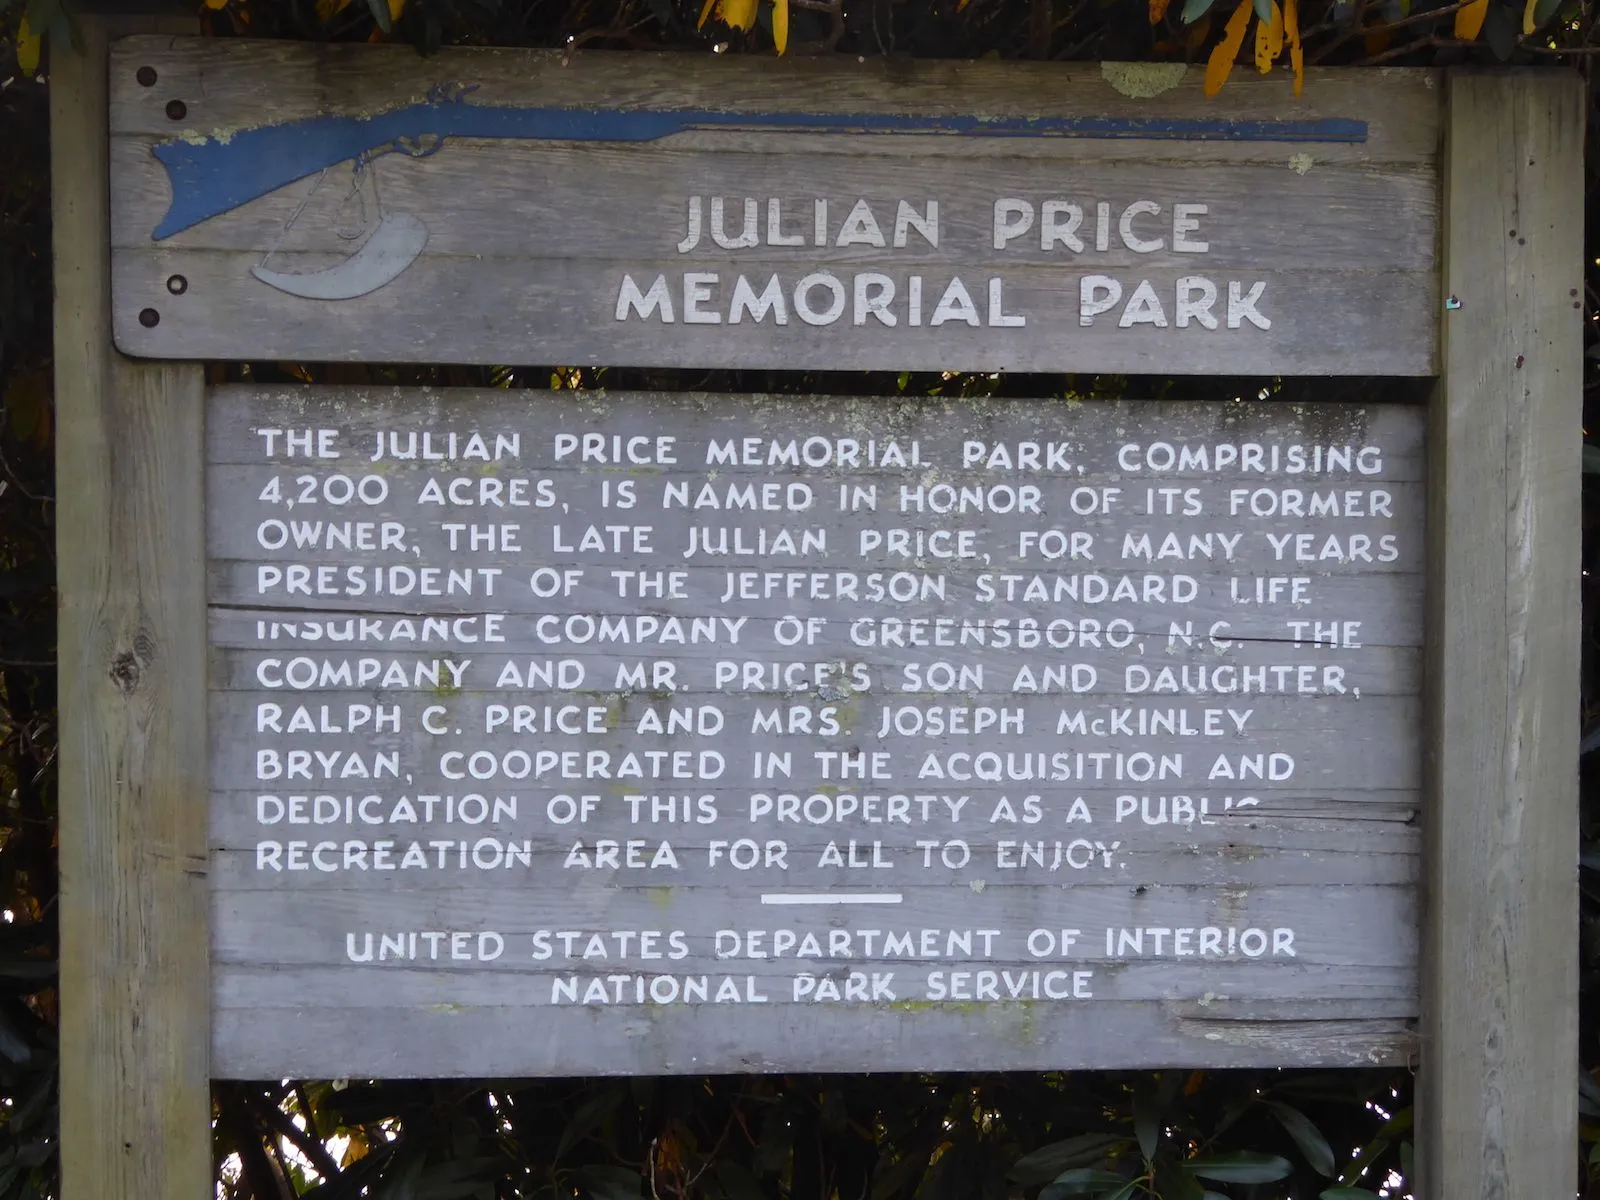 JULIAN PRICE
MEMORIAL PARK
THE JULIAN PRICE MEMORIAL PARK, COMPRISING
4,200 ACRES, IS NAMED IN HONOR OF ITS FORMER
OWNER, THE LATE JULIAN PRICE, FOR MANY YEARS
PRESIDENT OF THE JEFFERSON STANDARD LIFE
INSURANCE COMPANY OF GREENSBORO, N.C. THE
COMPANY AND MR. PRICE'S SON AND DAUGHTER,
RALPH C. PRICE AND MRS. JOSEPH McKINLEY
BRYAN, COOPERATED IN THE ACQUISITION AND
DEDICATION OF THIS PROPERTY AS A PUBLIC
RECREATION AREA FOR ALL TO ENJOY.
UNITED STATES DEPARTMENT OF INTERIOR
NATIONAL PARK SERVICE